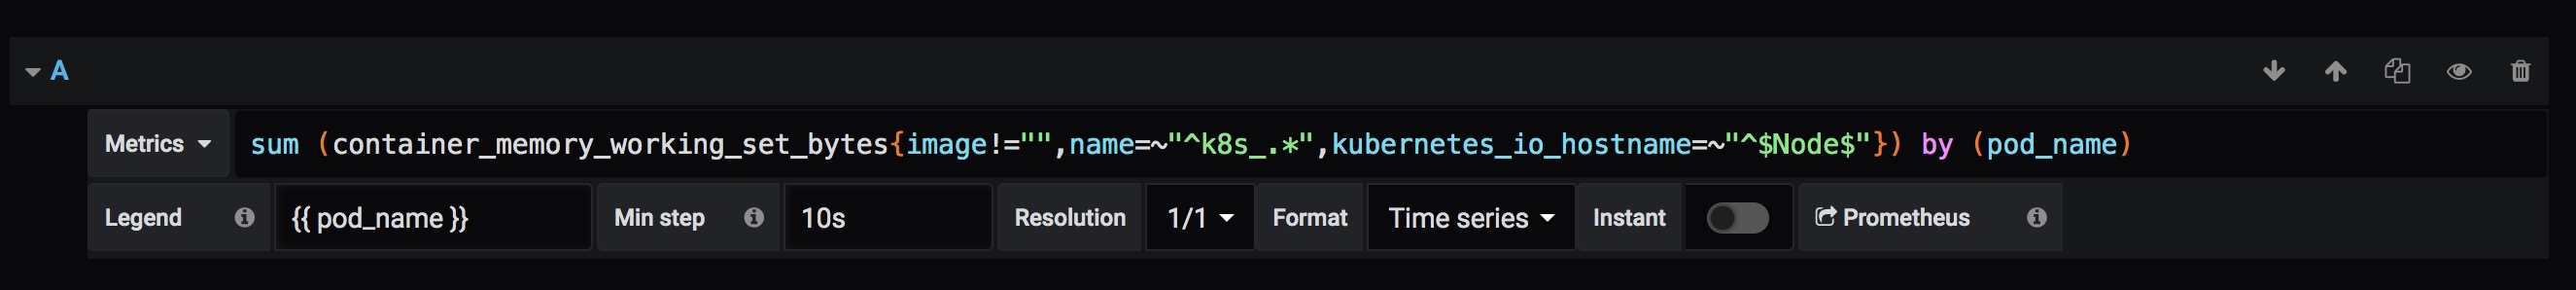 A
Metrics sum (container_memory_working_set_bytes{image!="",name=~"^k8s_.*",kubernetes_io_hostname=~"^$Node$"}) by (pod_name)
Legend {{ pod_name }} Min step 10s Resolution 1/1 Format Time series Instant Prometheus